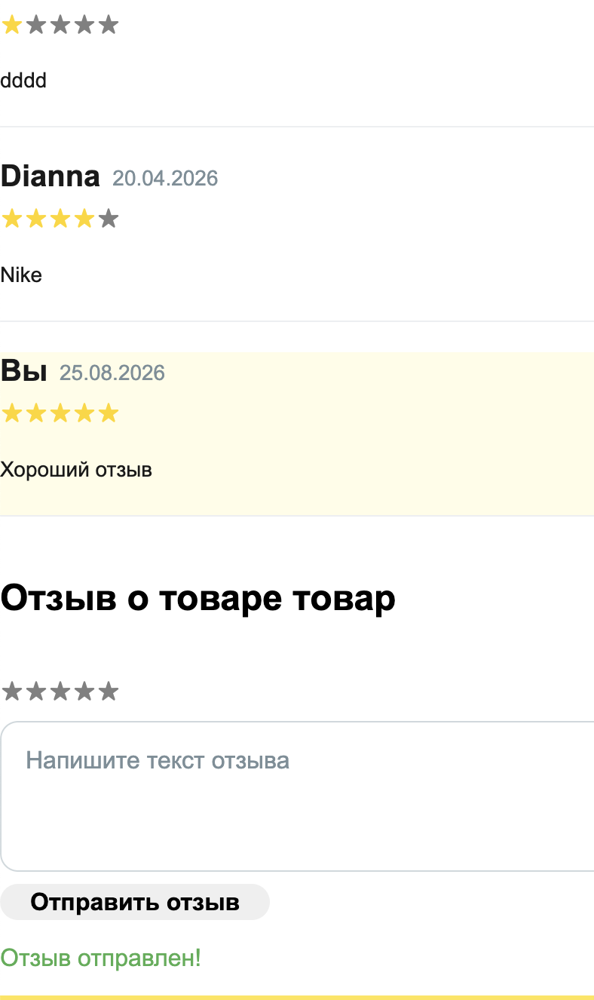 dddd
Dianna 20.04.2026
Nike
Вы 25.08.2026
Хороший отзыв
Отзыв о товаре товар
Напишите текст отзыва
Отправить отзыв
Отзыв отправлен!